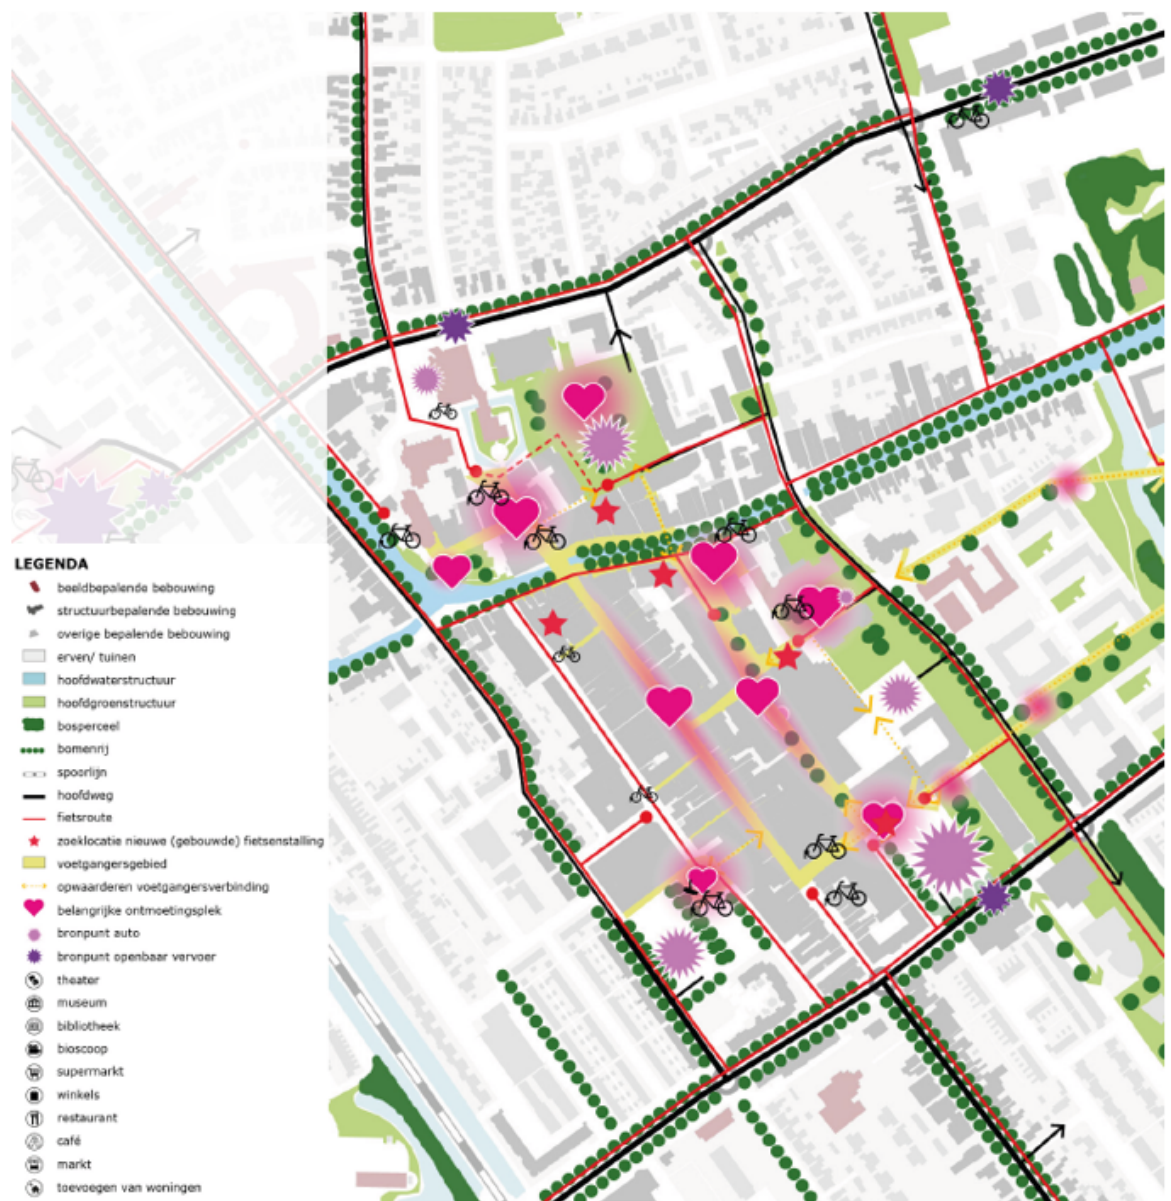 LEGENDA
beeldbepalende bebouwing
structuurbepalende bebouwing
overige bepalende bebouwing
erven/ tuinen
hoofdwaterstructuur
hoofdgroenstructuur
bosperceel
bomenrij
spoorlijn
hoofdweg
fietsroute
zoeklocatie nieuwe (gebouwde) fietsenstalling
voetgangersgebied
opwaarderen voetgangersverbinding
belangrijke ontmoetingsplek
bronpunt auto
bronpunt openbaar vervoer
theater
museum
bibliotheek
bioscoop
supermarkt
winkels
restaurant
café
markt
toevoegen van woningen